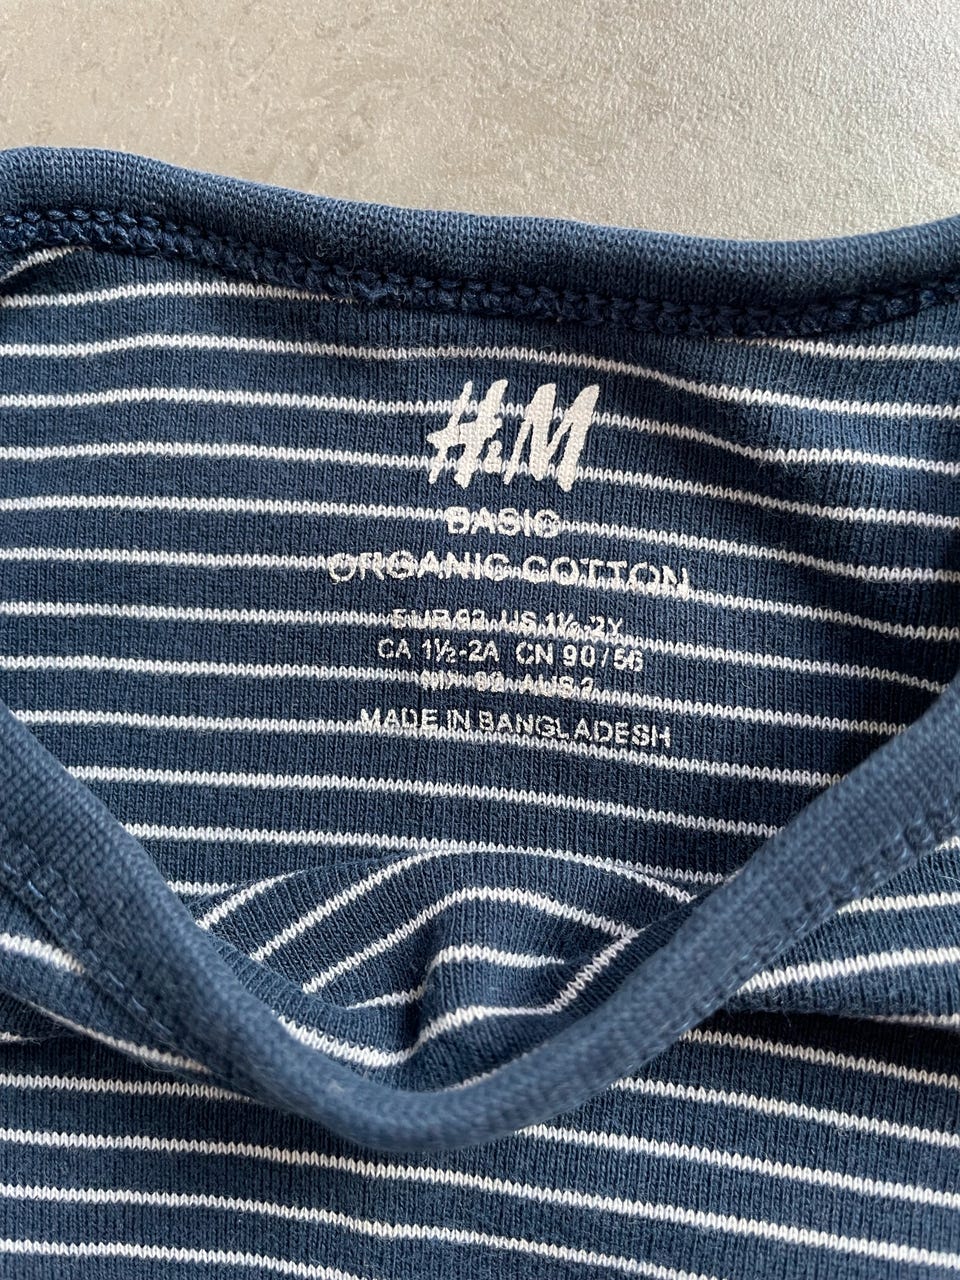 H&M
BASIC
ORGANIC COTTON
EUR 92 US 1½-2Y
CA 1½-2A CN 90/56
MX 92 AUS 2
MADE IN BANGLADESH